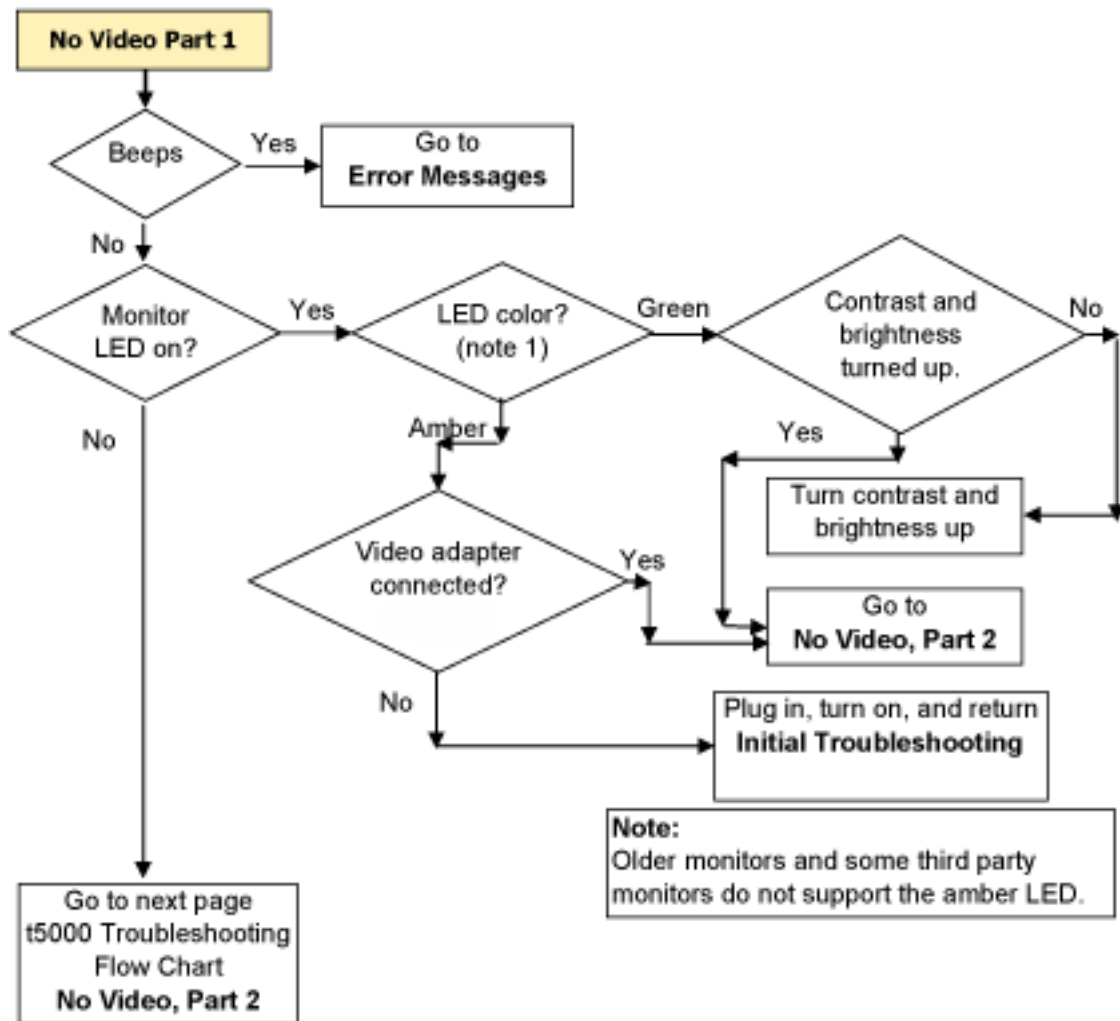 No Video Part 1
Beeps
Yes
Go to
Error Messages
No
Monitor
LED on?
Yes
LED color?
(note 1)
Green
Contrast and
brightness
turned up.
No
No
Amber
Yes
Turn contrast and
brightness up
Video adapter
connected?
Yes
Go to
No Video, Part 2
No
Plug in, turn on, and return
Initial Troubleshooting
Note:
Older monitors and some third party
monitors do not support the amber LED.
Go to next page
t5000 Troubleshooting
Flow Chart
No Video, Part 2